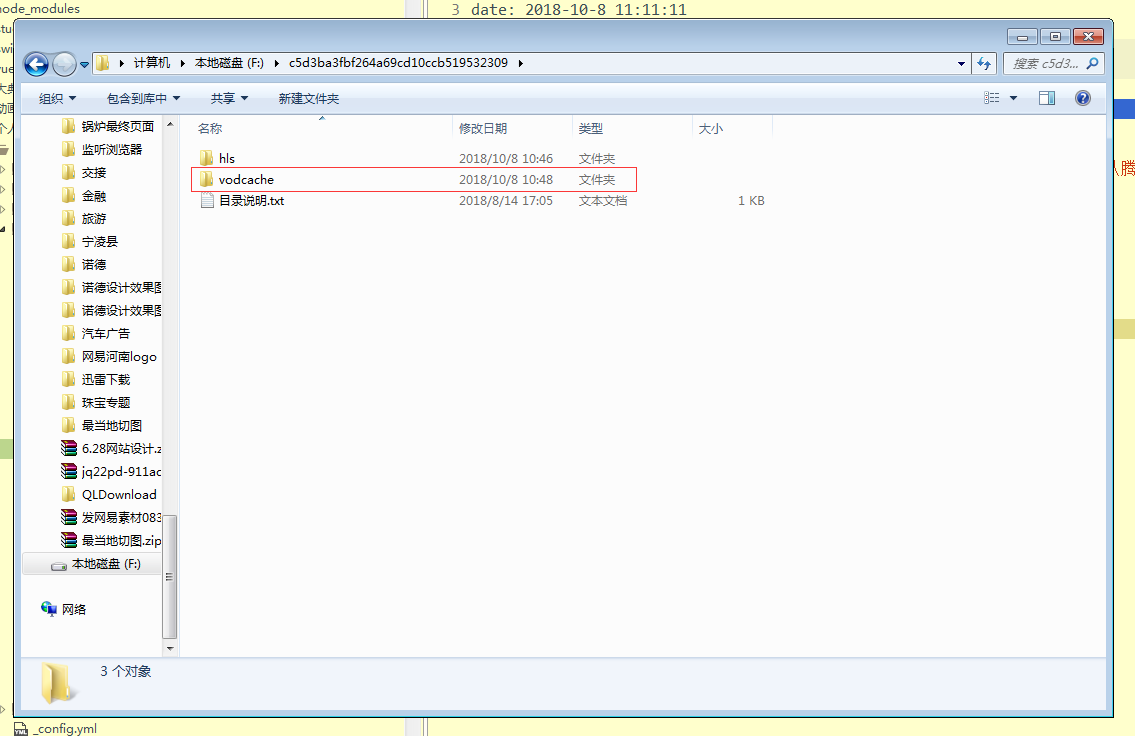 node_modules
3 date: 2018-10-8 11:11:11
计算机 本地磁盘 (F:) c5d3ba3fbf264a69cd10ccb519532309
搜索 c5d3...
组织 包含到库中 共享 新建文件夹
名称 修改日期 类型 大小
hls 2018/10/8 10:46 文件夹
vodcache 2018/10/8 10:48 文件夹
目录说明.txt 2018/8/14 17:05 文本文档 1 KB
锅炉最终页面
监听浏览器
交接
金融
旅游
宁凌县
诺德
诺德设计效果图
诺德设计效果图
汽车广告
网易河南logo
迅雷下载
珠宝专题
最当地切图
6.28网站设计.z
jq22pd-911ac
QLDownload
发网易素材083
最当地切图.zip
本地磁盘 (F:)
网络
3 个对象
腾
_config.yml